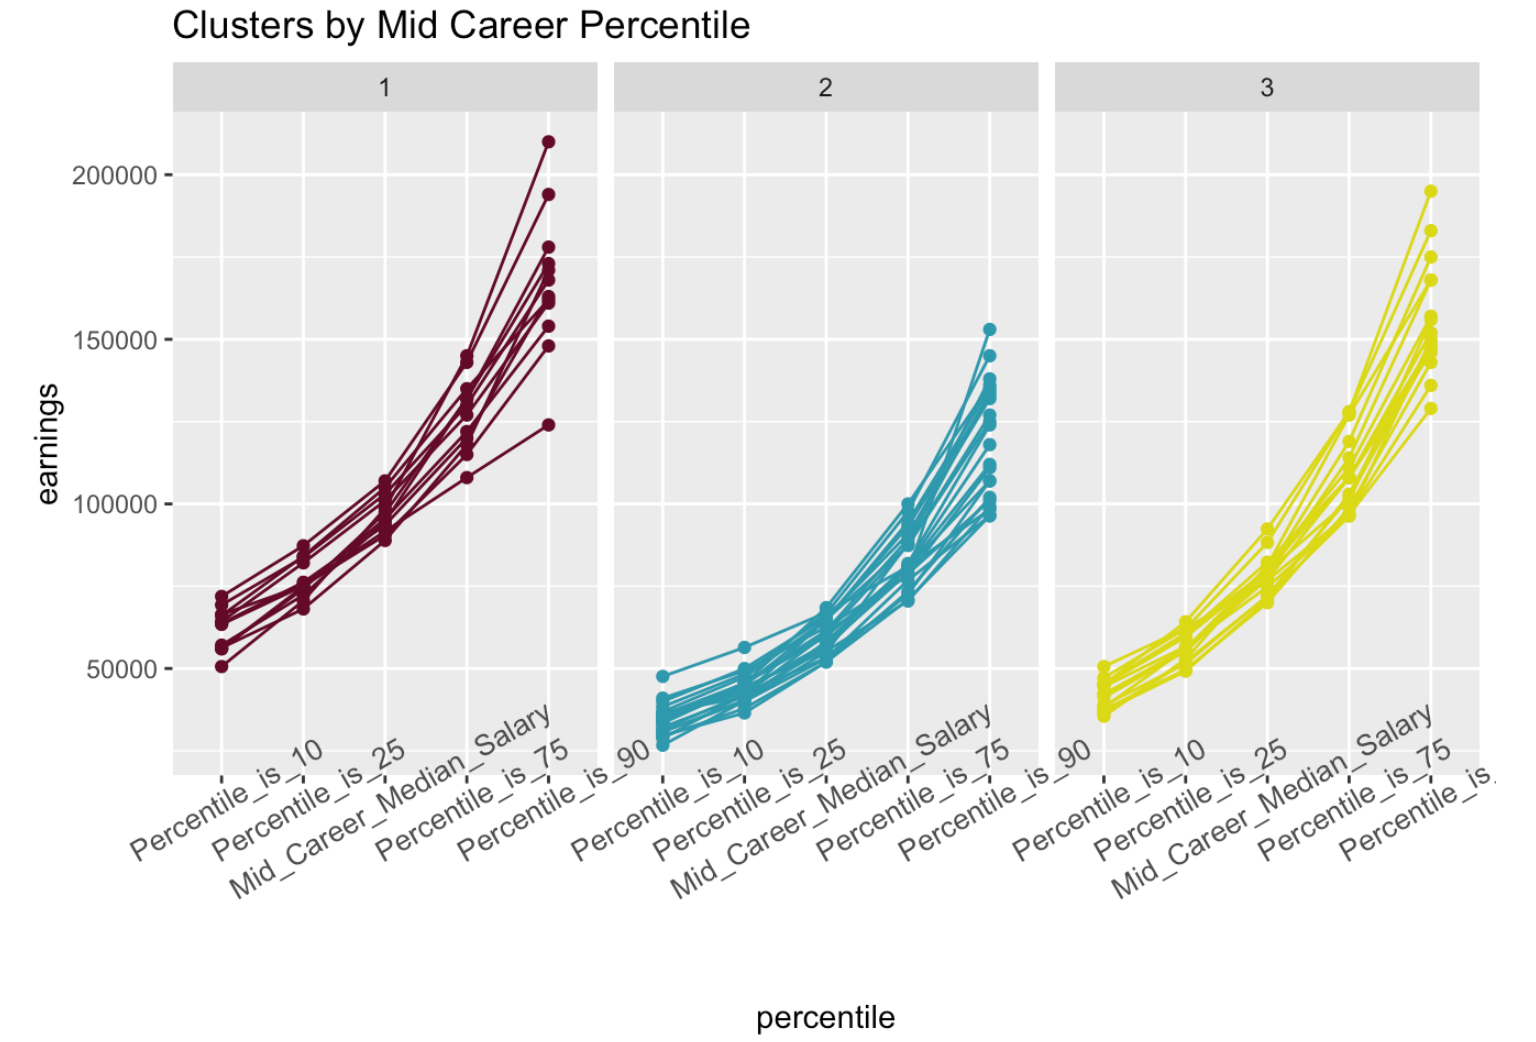 Clusters by Mid Career Percentile
1
2
3
earnings
200000
150000
100000
50000
Percentile_is_10
Percentile_is_25
Mid_Career_Median_Salary
Percentile_is_75
Percentile_is_90
Percentile_is_10
Percentile_is_25
Mid_Career_Median_Salary
Percentile_is_75
Percentile_is_90
Percentile_is_10
Percentile_is_25
Mid_Career_Median_Salary
Percentile_is_75
Percentile_is_
percentile